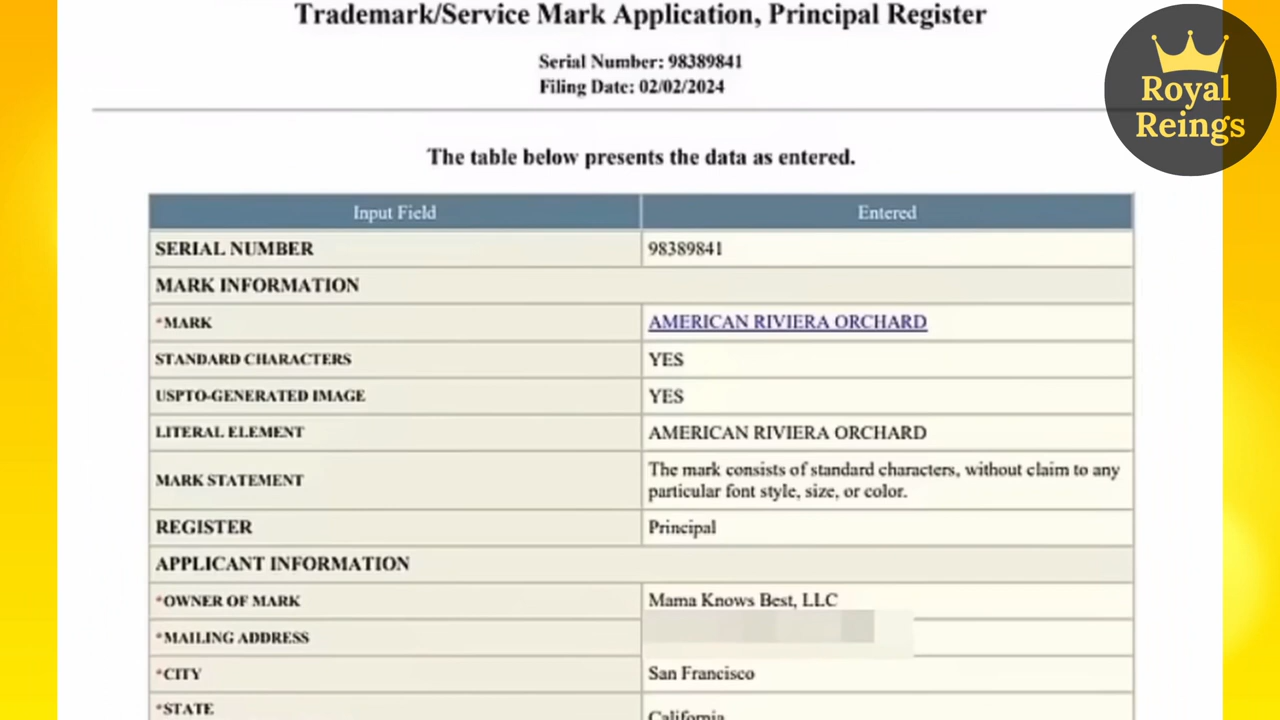 Trademark/Service Mark Application, Principal Register
Serial Number: 98389841
Filing Date: 02/02/2024
Royal
Reings
The table below presents the data as entered.
Input Field Entered
SERIAL NUMBER 98389841
MARK INFORMATION
*MARK AMERICAN RIVIERA ORCHARD
STANDARD CHARACTERS YES
USPTO-GENERATED IMAGE YES
LITERAL ELEMENT AMERICAN RIVIERA ORCHARD
MARK STATEMENT The mark consists of standard characters, without claim to any
particular font style, size, or color.
REGISTER Principal
APPLICANT INFORMATION
*OWNER OF MARK Mama Knows Best, LLC
*MAILING ADDRESS
*CITY San Francisco
*STATE California